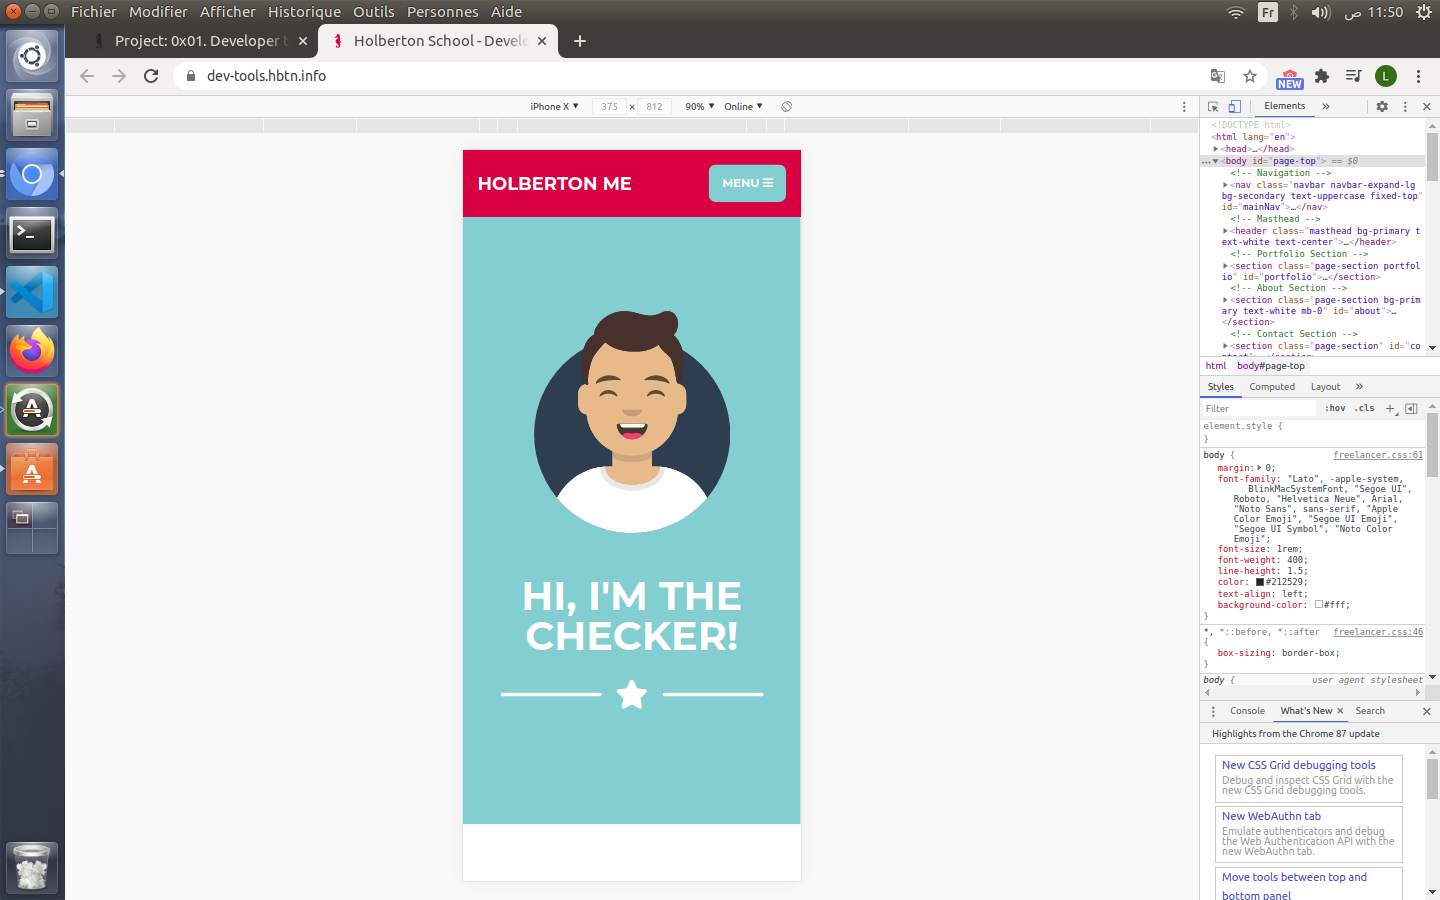 Fichier Modifier Afficher Historique Outils Personnes Aide
Fr
ص 11:50
Project: 0x01. Developer t
Holberton School - Develo
dev-tools.hbtn.info
NEW
L
iPhone X ▼ 375 × 812 90% ▼ Online ▼
Elements »
<!DOCTYPE html>
<html lang="en">
▶<head>…</head>
…▼<body id="page-top"> == $0
<!-- Navigation -->
▶<nav class="navbar navbar-expand-lg
bg-secondary text-uppercase fixed-top"
id="mainNav">…</nav>
<!-- Masthead -->
▶<header class="masthead bg-primary t
ext-white text-center">…</header>
<!-- Portfolio Section -->
▶<section class="page-section portfol
io" id="portfolio">…</section>
<!-- About Section -->
▶<section class="page-section bg-prim
ary text-white mb-0" id="about">…
</section>
<!-- Contact Section -->
▶<section class="page-section" id="co
html body#page-top
Styles Computed Layout »
Filter :hov .cls +
element.style {
}
body { freelancer.css:61
margin:▶ 0;
font-family: "Lato", -apple-system,
BlinkMacSystemFont, "Segoe UI",
Roboto, "Helvetica Neue", Arial,
"Noto Sans", sans-serif, "Apple
Color Emoji", "Segoe UI Emoji",
"Segoe UI Symbol", "Noto Color
Emoji";
font-size: 1rem;
font-weight: 400;
line-height: 1.5;
color: #212529;
text-align: left;
background-color: #fff;
}
*, *::before, *::after freelancer.css:46
{
box-sizing: border-box;
}
body { user agent stylesheet
Console What's New × Search
Highlights from the Chrome 87 update
New CSS Grid debugging tools
Debug and inspect CSS Grid with the
new CSS Grid debugging tools.
New WebAuthn tab
Emulate authenticators and debug
the Web Authentication API with the
new WebAuthn tab.
Move tools between top and
bottom panel
HOLBERTON ME
MENU
HI, I'M THE
CHECKER!